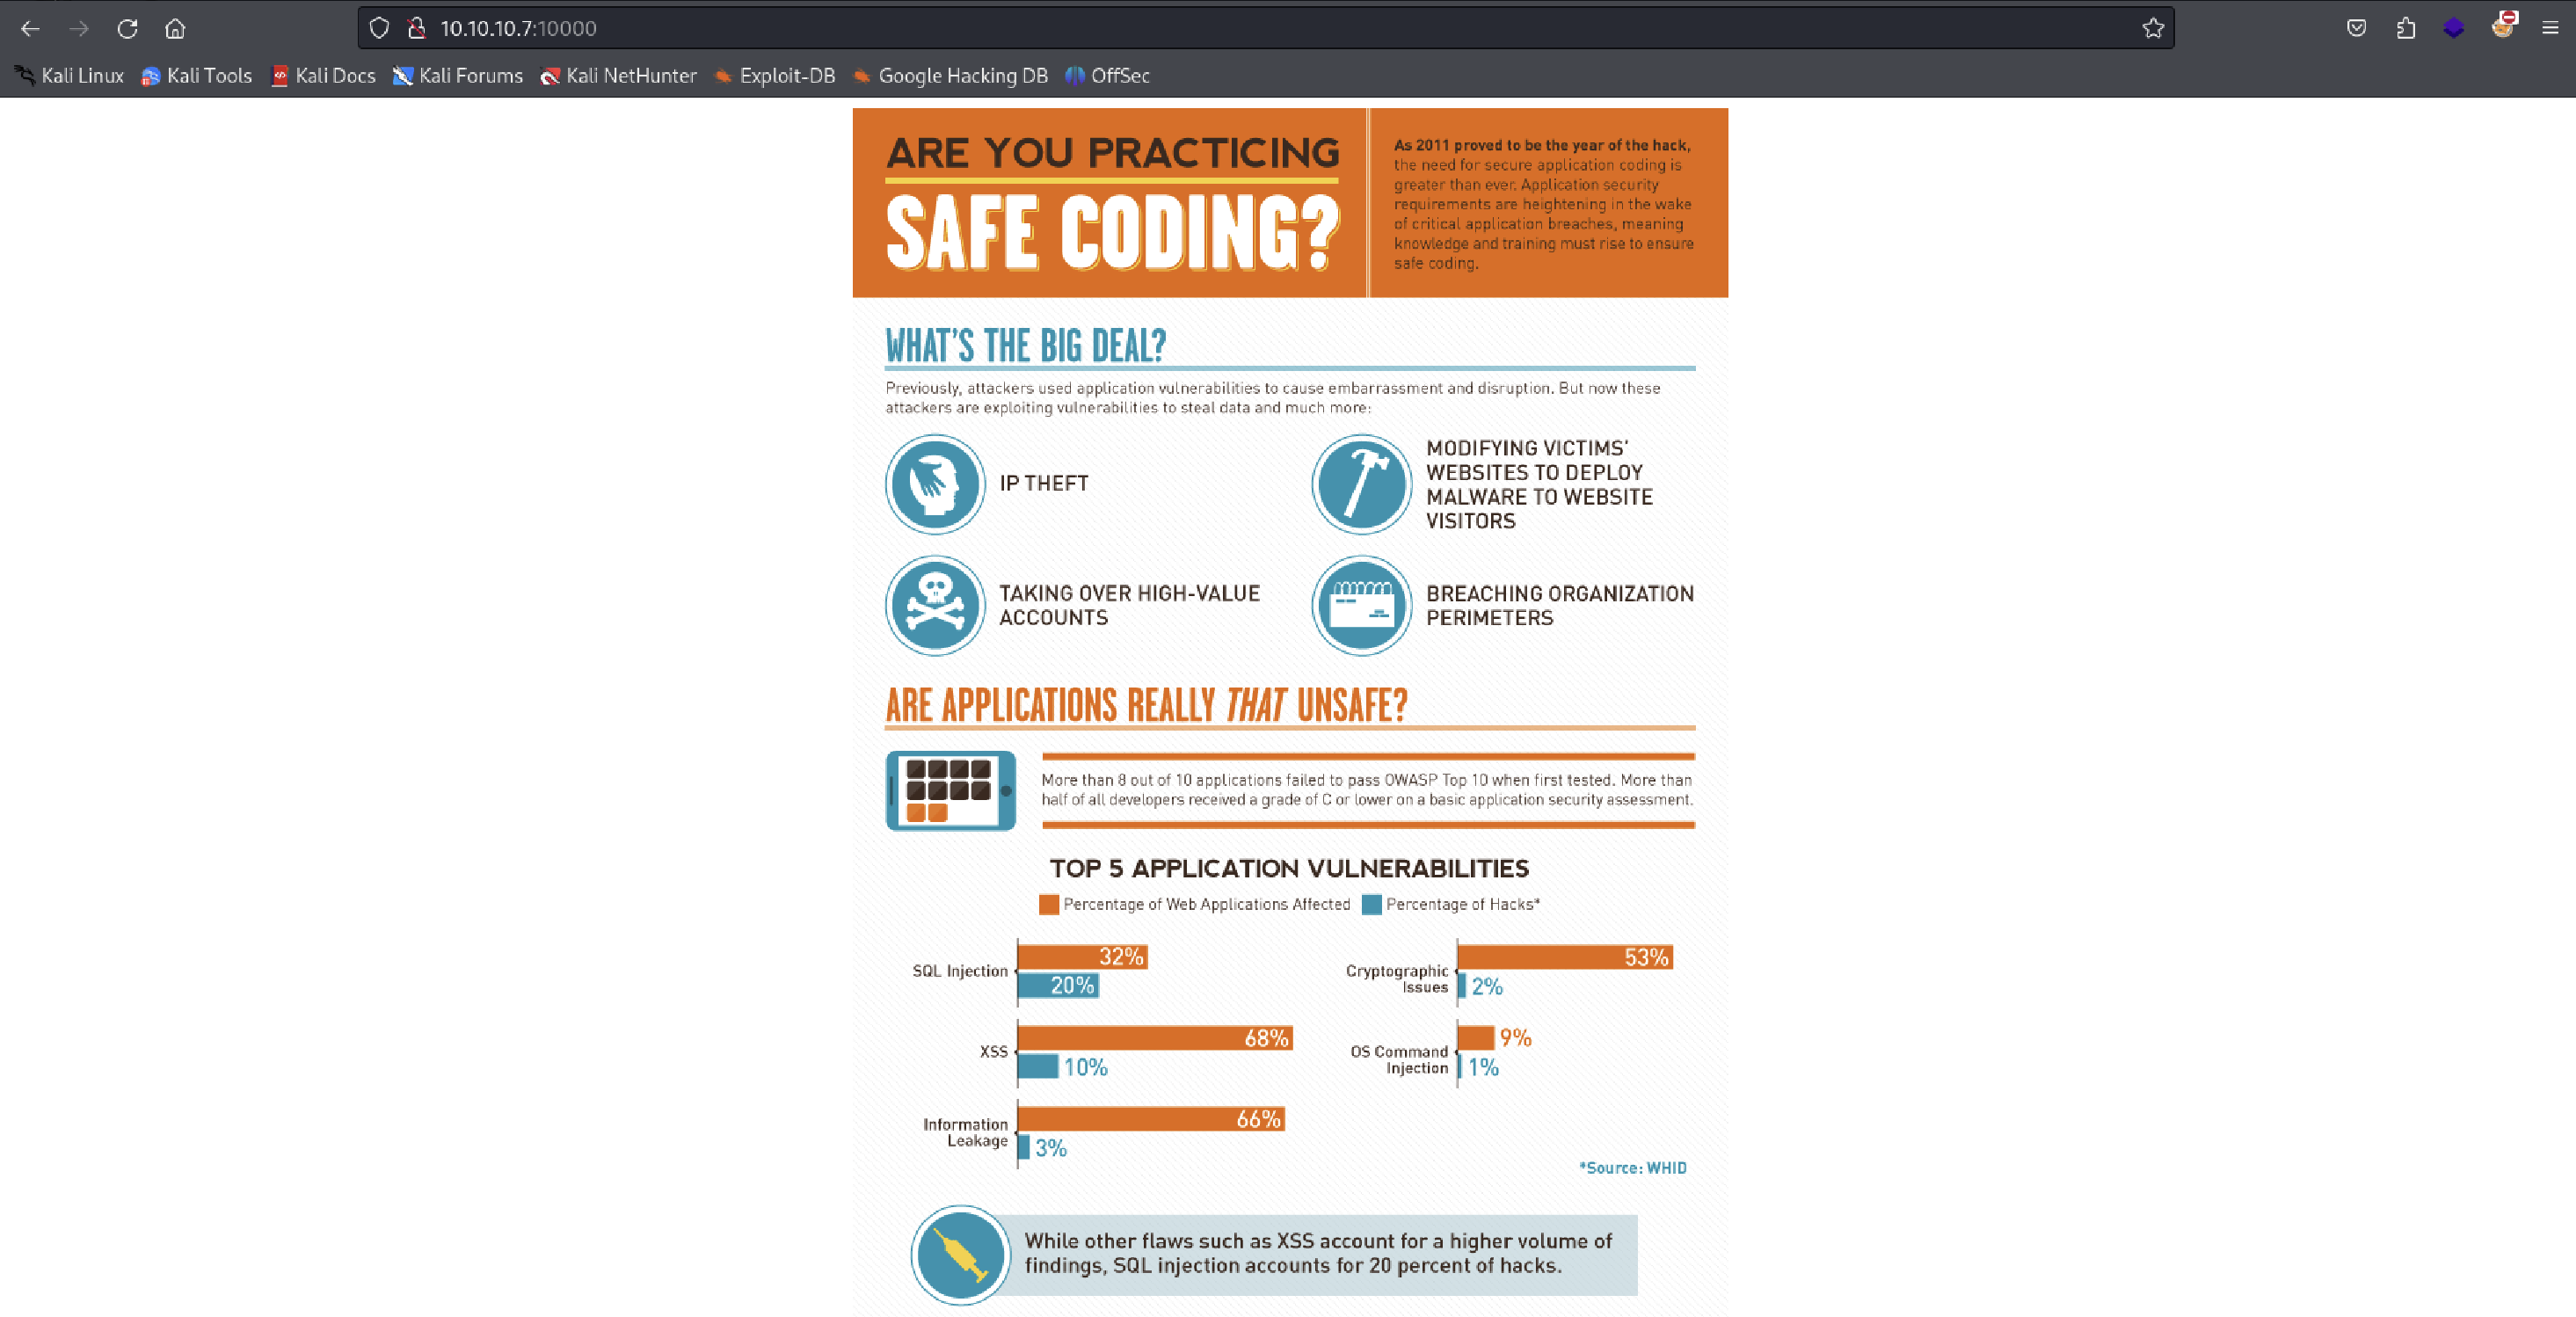 10.10.10.7:10000
Kali Linux Kali Tools Kali Docs Kali Forums Kali NetHunter Exploit-DB Google Hacking DB OffSec
ARE YOU PRACTICING
SAFE CODING?
As 2011 proved to be the year of the hack,
the need for secure application coding is
greater than ever. Application security
requirements are heightening in the wake
of critical application breaches, meaning
knowledge and training must rise to ensure
safe coding.
WHAT'S THE BIG DEAL?
Previously, attackers used application vulnerabilities to cause embarrassment and disruption. But now these
attackers are exploiting vulnerabilities to steal data and much more:
IP THEFT
MODIFYING VICTIMS'
WEBSITES TO DEPLOY
MALWARE TO WEBSITE
VISITORS
TAKING OVER HIGH-VALUE
ACCOUNTS
BREACHING ORGANIZATION
PERIMETERS
ARE APPLICATIONS REALLY THAT UNSAFE?
More than 8 out of 10 applications failed to pass OWASP Top 10 when first tested. More than
half of all developers received a grade of C or lower on a basic application security assessment.
TOP 5 APPLICATION VULNERABILITIES
Percentage of Web Applications Affected Percentage of Hacks*
SQL Injection
32%
20%
Cryptographic
Issues
53%
2%
XSS
68%
10%
OS Command
Injection
9%
1%
Information
Leakage
66%
3%
*Source: WHID
While other flaws such as XSS account for a higher volume of
findings, SQL injection accounts for 20 percent of hacks.